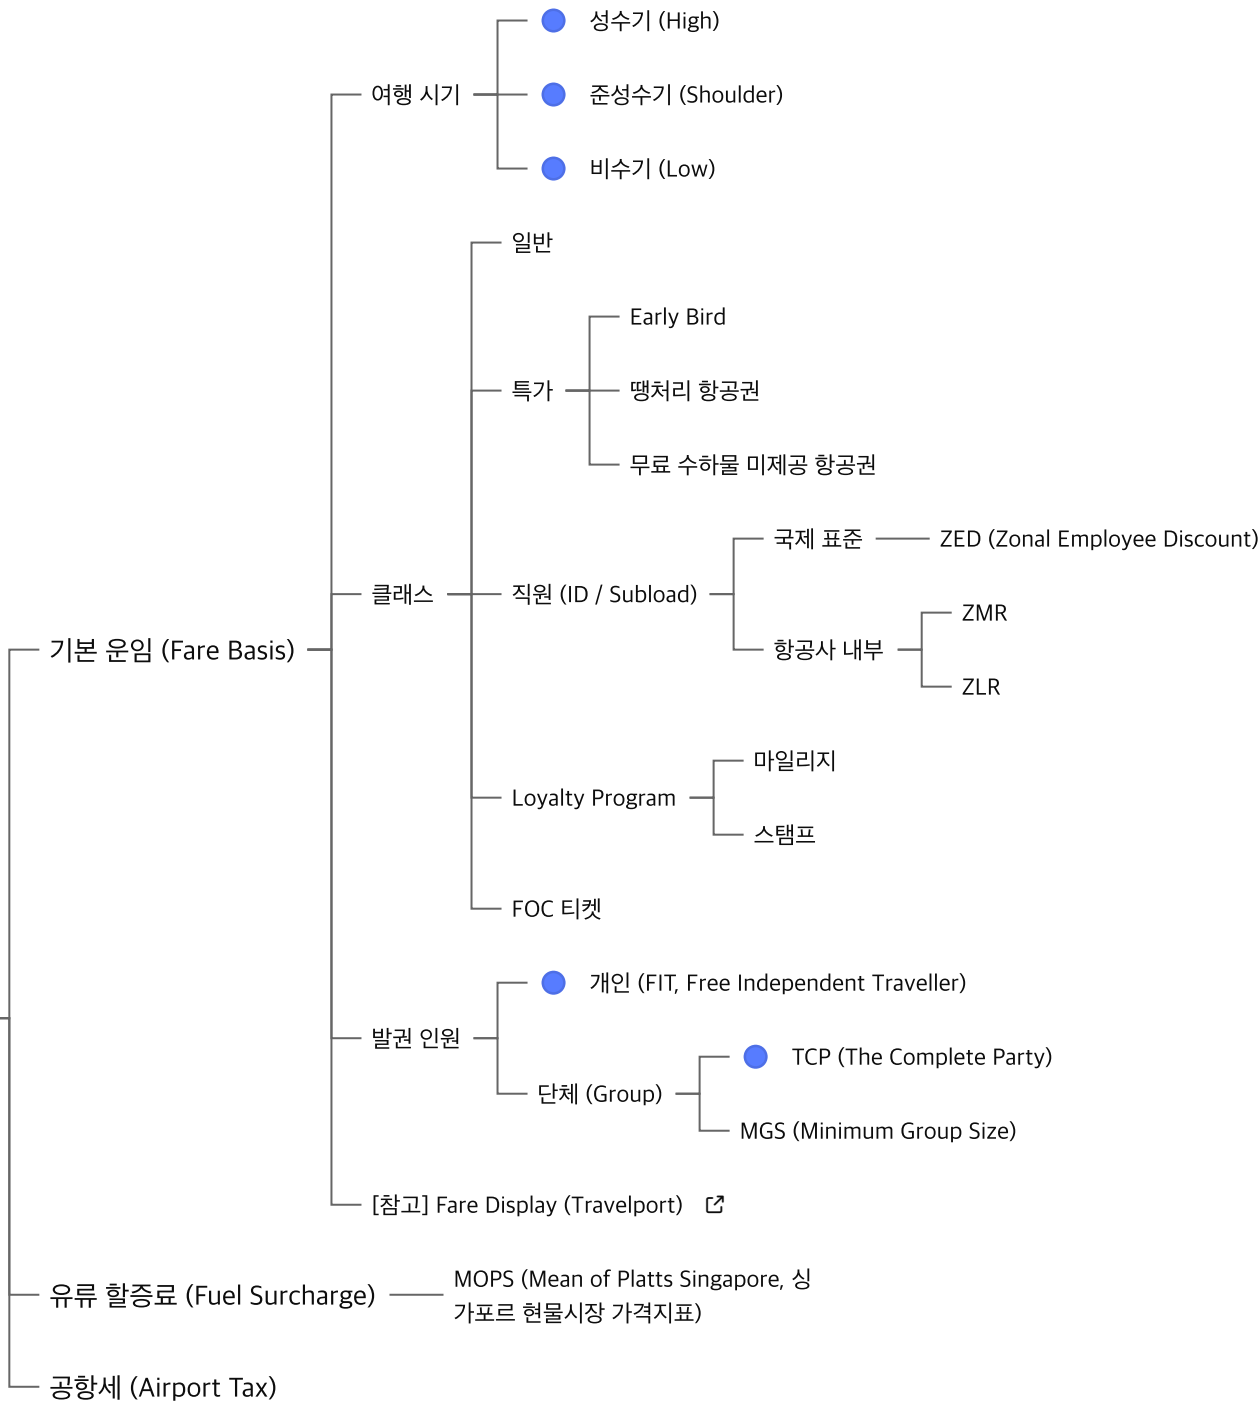 성수기 (High)
여행 시기
준성수기 (Shoulder)
비수기 (Low)
일반
Early Bird
특가
땡처리 항공권
무료 수하물 미제공 항공권
국제 표준
ZED (Zonal Employee Discount)
클래스
직원 (ID / Subload)
ZMR
기본 운임 (Fare Basis)
항공사 내부
ZLR
마일리지
Loyalty Program
스탬프
FOC 티켓
개인 (FIT, Free Independent Traveller)
발권 인원
TCP (The Complete Party)
단체 (Group)
MGS (Minimum Group Size)
[참고] Fare Display (Travelport)
유류 할증료 (Fuel Surcharge)
MOPS (Mean of Platts Singapore, 싱
가포르 현물시장 가격지표)
공항세 (Airport Tax)